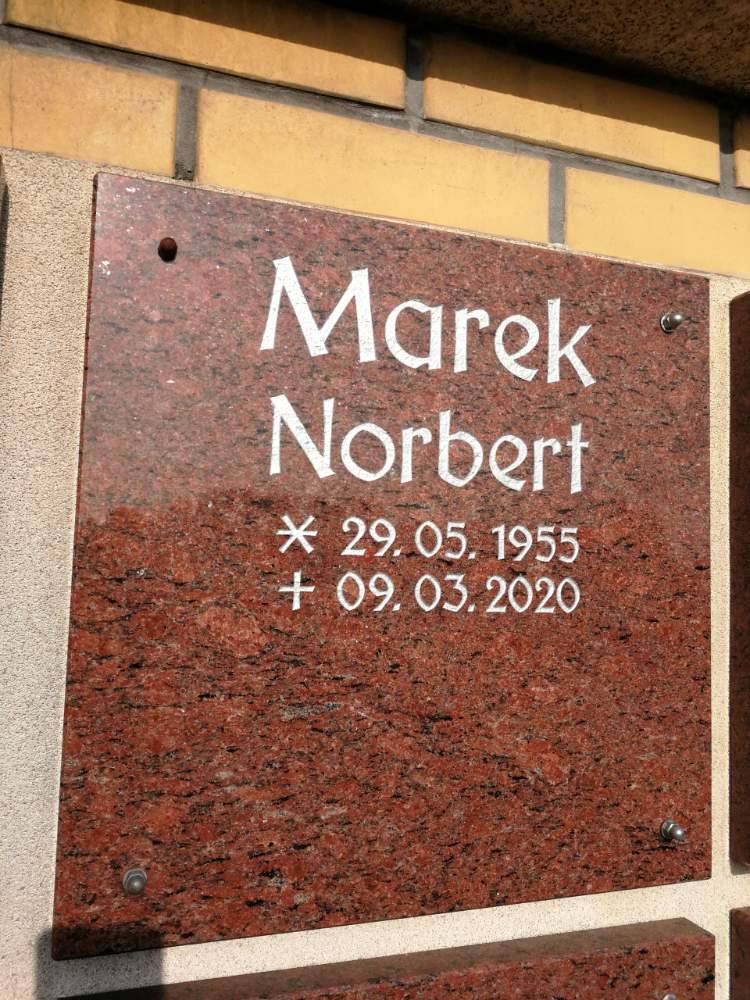 Marek
Norbert
* 29. 05. 1955
+ 09. 03. 2020